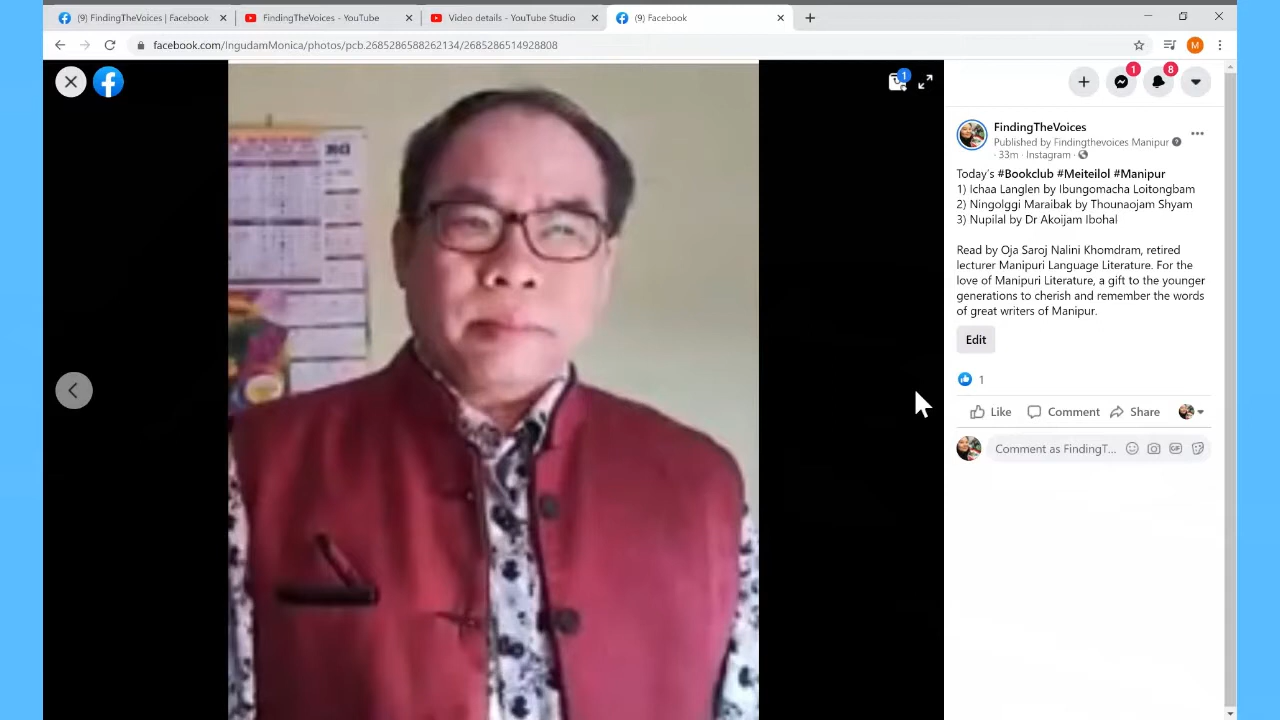 (9) FindingTheVoices | Facebook
FindingTheVoices - YouTube
Video details - YouTube Studio
(9) Facebook
facebook.com/IngudamMonica/photos/pcb.2685286588262134/2685286514928808
M
1
1
8
FindingTheVoices
Published by Findingthevoices Manipur
· 33m · Instagram ·
Today's #Bookclub #Meiteilol #Manipur
1) Ichaa Langlen by Ibungomacha Loitongbam
2) Ningolggi Maraibak by Thounaojam Shyam
3) Nupilal by Dr Akoijam Ibohal
Read by Oja Saroj Nalini Khomdram, retired
lecturer Manipuri Language Literature. For the
love of Manipuri Literature, a gift to the younger
generations to cherish and remember the words
of great writers of Manipur.
Edit
1
Like Comment Share
Comment as FindingT... GIF